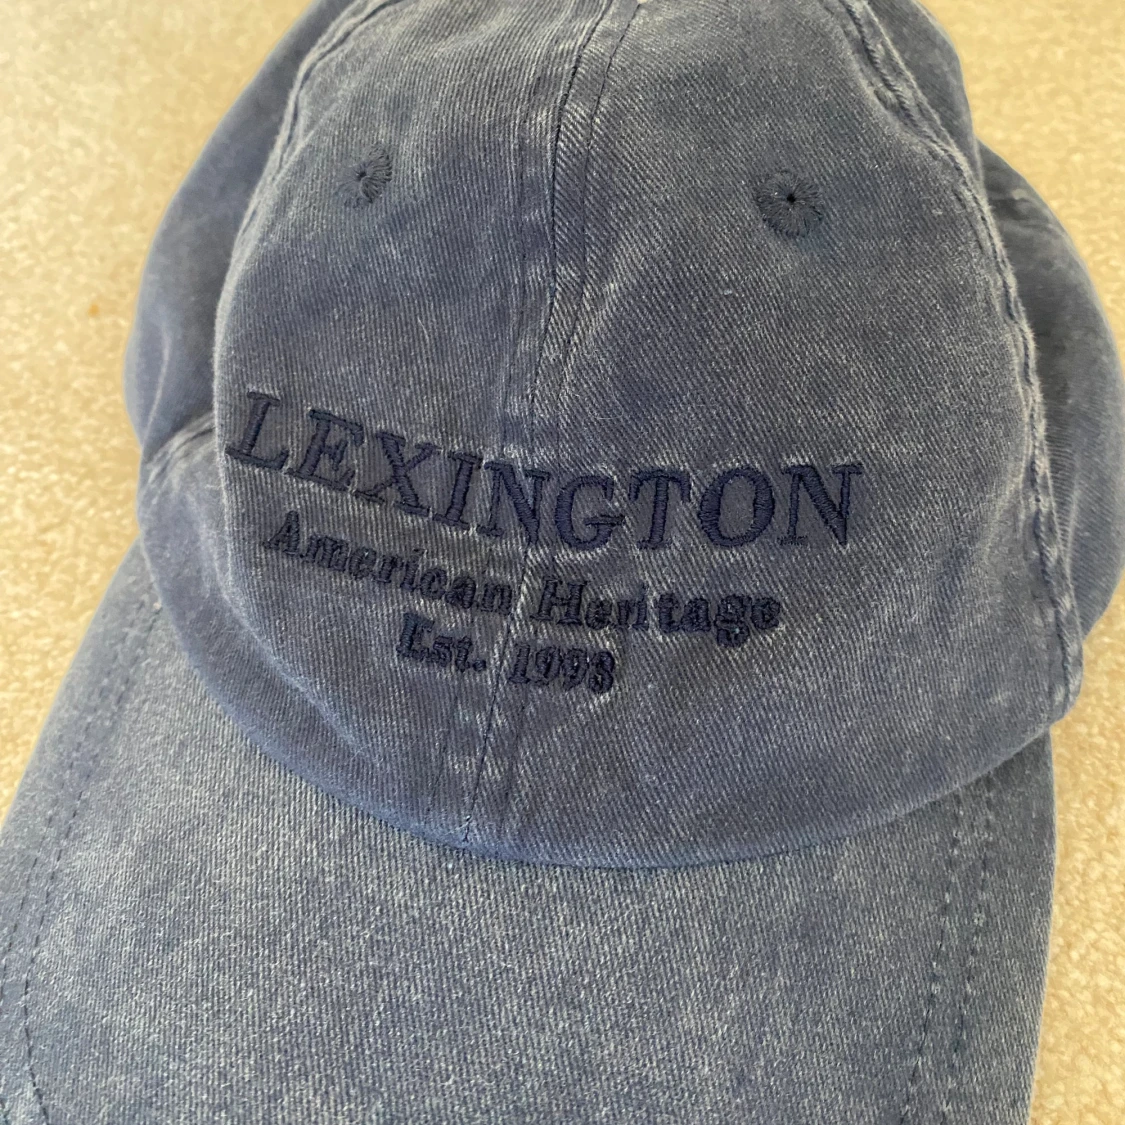 LEXINGTON
American Heritage
Est. 1998